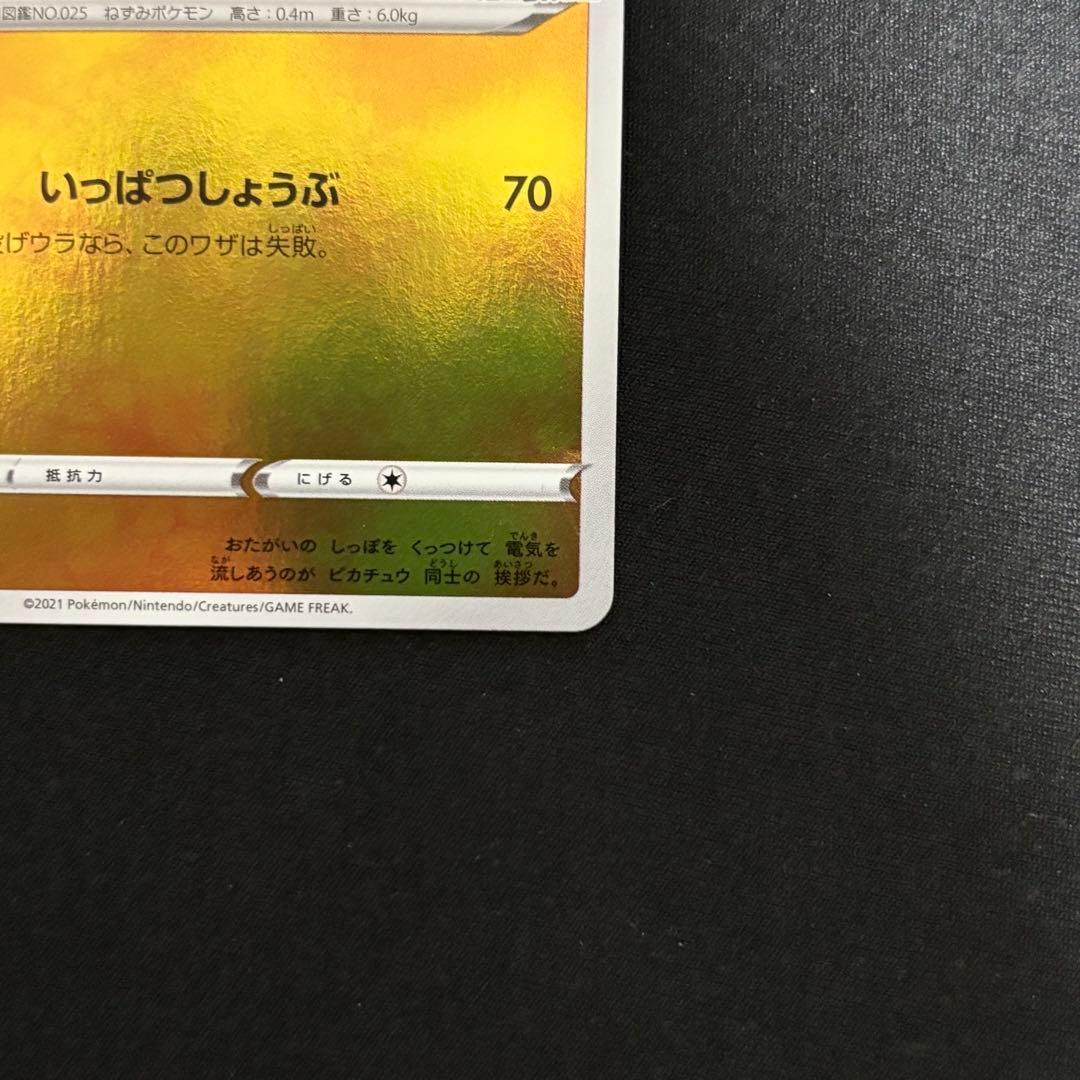 図鑑NO.025 ねずみポケモン 高さ:0.4m 重さ:6.0kg
いっぱつしょうぶ 70
しっぱい
げウラなら、このワザは失敗。
抵抗力 にげる
でんき
おたがいの しっぽを くっつけて 電気を
なが どうし あいさつ
流しあうのが ピカチュウ 同士の 挨拶だ。
©2021 Pokémon/Nintendo/Creatures/GAME FREAK.